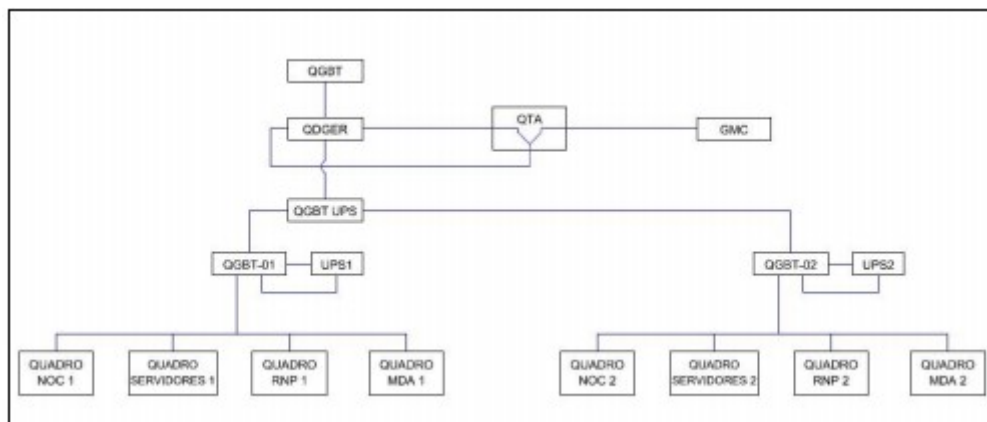 QGBT
QDGER
QTA
GMC
QGBT UPS
QGBT-01
UPS1
QGBT-02
UPS2
QUADRO
NOC 1
QUADRO
SERVIDORES 1
QUADRO
RNP 1
QUADRO
MDA 1
QUADRO
NOC 2
QUADRO
SERVIDORES 2
QUADRO
RNP 2
QUADRO
MDA 2